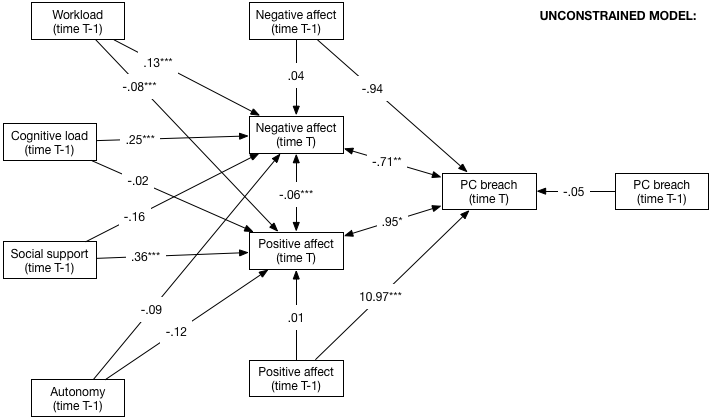 UNCONSTRAINED MODEL:
Workload
(time T-1)
Negative affect
(time T-1)
.13***
-.08***
.04
-.94
Cognitive load
(time T-1)
.25***
Negative affect
(time T)
-.71**
-.02
-.06***
PC breach
(time T)
-.05
PC breach
(time T-1)
-.16
.95*
Social support
(time T-1)
.36***
Positive affect
(time T)
-.09
-.12
.01
10.97***
Autonomy
(time T-1)
Positive affect
(time T-1)